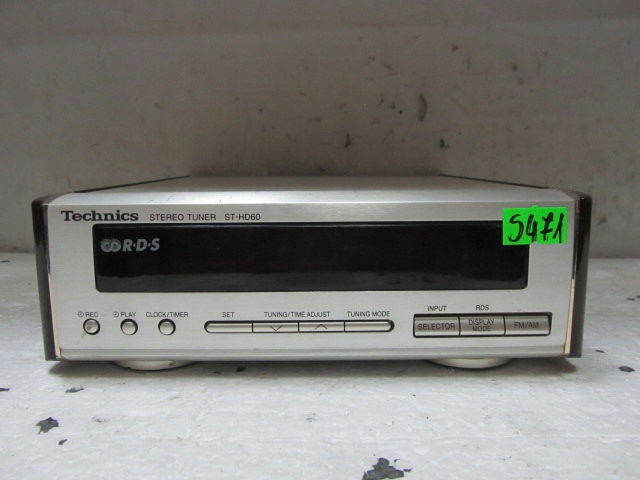 Technics STEREO TUNER ST-HD60
S471
R·D·S
REC PLAY CLOCK/TIMER SET TUNING/TIME ADJUST TUNING MODE
INPUT RDS
SELECTOR DISPLAY MODE FM/AM